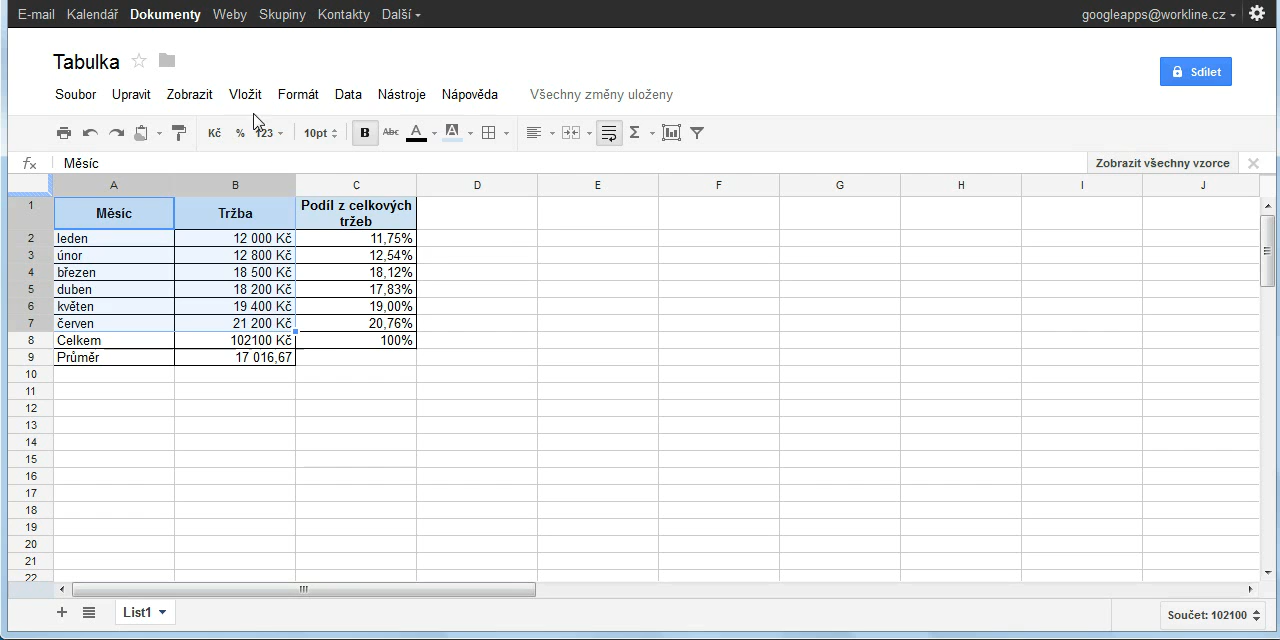 E-mail Kalendář Dokumenty Weby Skupiny Kontakty Další googleapps@workline.cz
Tabulka
Sdílet
Soubor Upravit Zobrazit Vložit Formát Data Nástroje Nápověda Všechny změny uloženy
Kč % 123 10pt B Abc A A Σ
fx Měsíc Zobrazit všechny vzorce
A B C D E F G H I J
1 Měsíc Tržba Podíl z celkových
tržeb
2 leden 12 000 Kč 11,75%
3 únor 12 800 Kč 12,54%
4 březen 18 500 Kč 18,12%
5 duben 18 200 Kč 17,83%
6 květen 19 400 Kč 19,00%
7 červen 21 200 Kč 20,76%
8 Celkem 102100 Kč 100%
9 Průměr 17 016,67
10
11
12
13
14
15
16
17
18
19
20
21
22
List1 Součet: 102100